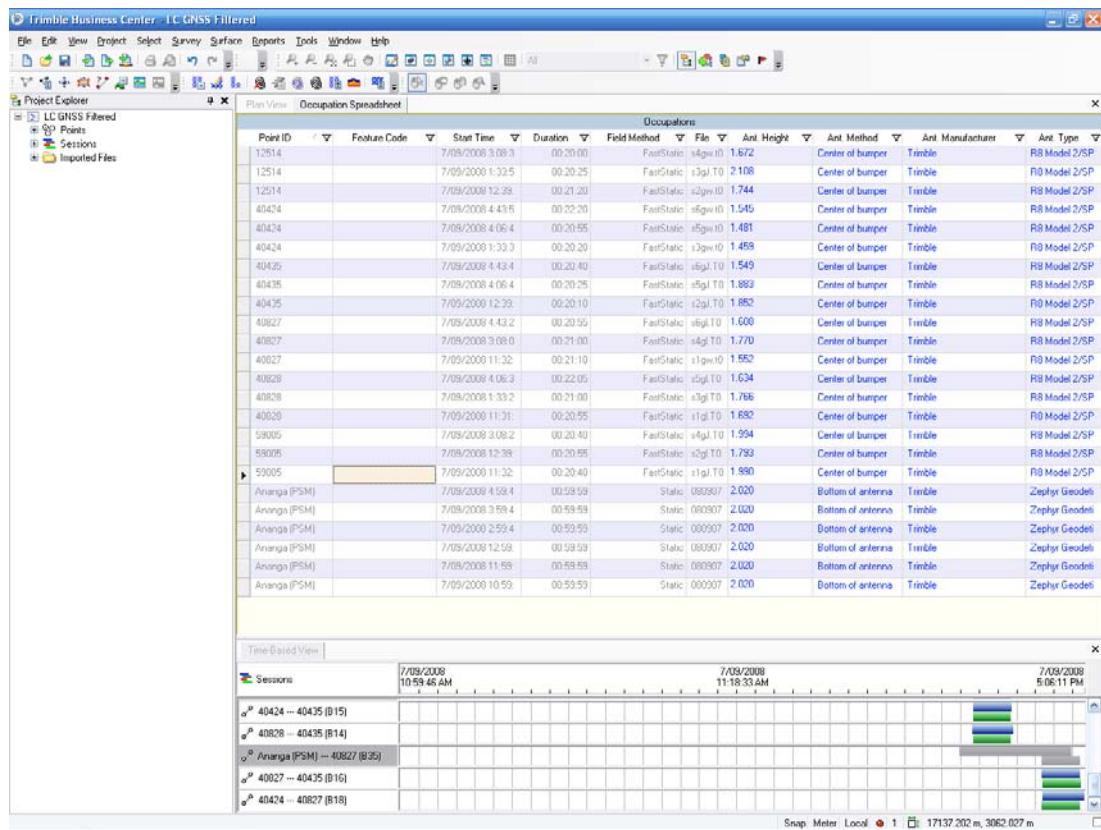 Trimble Business Center - LC GNSS Filtered
File Edit View Project Select Survey Surface Reports Tools Window Help
All
Project Explorer
LC GNSS Filtered
Points
Sessions
Imported Files
Plan View Occupation Spreadsheet
Occupations
Point ID Feature Code Start Time Duration Field Method File Ant. Height Ant. Method Ant. Manufacturer Ant. Type
12514 7/09/2008 3:08:3 00:20:00 FastStatic s4gw.t0 1.672 Center of bumper Trimble R8 Model 2/SP
12514 7/09/2008 1:33:5 00:20:25 FastStatic s3gJ.T0 2.108 Center of bumper Trimble R8 Model 2/SP
12514 7/09/2008 12:39: 00:21:20 FastStatic s2gw.t0 1.744 Center of bumper Trimble R8 Model 2/SP
40424 7/09/2008 4:43:5 00:22:20 FastStatic s6gw.t0 1.545 Center of bumper Trimble R8 Model 2/SP
40424 7/09/2008 4:06:4 00:20:55 FastStatic s5gw.t0 1.481 Center of bumper Trimble R8 Model 2/SP
40424 7/09/2008 1:33:3 00:20:20 FastStatic s3gw.t0 1.459 Center of bumper Trimble R8 Model 2/SP
40435 7/09/2008 4:43:4 00:20:40 FastStatic s6gJ.T0 1.549 Center of bumper Trimble R8 Model 2/SP
40435 7/09/2008 4:06:4 00:20:25 FastStatic s5gJ.T0 1.883 Center of bumper Trimble R8 Model 2/SP
40435 7/09/2008 12:39: 00:20:10 FastStatic s2gJ.T0 1.852 Center of bumper Trimble R8 Model 2/SP
40827 7/09/2008 4:43:2 00:20:55 FastStatic 1.608 Center of bumper Trimble R8 Model 2/SP
40827 7/09/2008 3:08:0 00:21:00 FastStatic 1.770 Center of bumper Trimble R8 Model 2/SP
40827 7/09/2008 11:32: 00:21:10 FastStatic s1gw.t0 1.552 Center of bumper Trimble R8 Model 2/SP
40828 7/09/2008 4:06:3 00:22:05 FastStatic 1.634 Center of bumper Trimble R8 Model 2/SP
40828 7/09/2008 1:33:2 00:21:00 FastStatic 1.766 Center of bumper Trimble R8 Model 2/SP
40828 7/09/2008 11:31: 00:20:55 FastStatic 1.692 Center of bumper Trimble R8 Model 2/SP
59005 7/09/2008 3:08:2 00:20:40 FastStatic s4gJ.T0 1.994 Center of bumper Trimble R8 Model 2/SP
59005 7/09/2008 12:39: 00:20:55 FastStatic 1.793 Center of bumper Trimble R8 Model 2/SP
59005 7/09/2008 11:32: 00:20:40 FastStatic s1gJ.T0 1.990 Center of bumper Trimble R8 Model 2/SP
Ananga (PSM) 7/09/2008 4:59:4 00:59:59 Static 080907 2.020 Bottom of antenna Trimble Zephyr Geodeti
Ananga (PSM) 7/09/2008 3:59:4 00:59:59 Static 080907 2.020 Bottom of antenna Trimble Zephyr Geodeti
Ananga (PSM) 7/09/2008 2:59:4 00:59:59 Static 080907 2.020 Bottom of antenna Trimble Zephyr Geodeti
Ananga (PSM) 7/09/2008 12:59: 00:59:59 Static 080907 2.020 Bottom of antenna Trimble Zephyr Geodeti
Ananga (PSM) 7/09/2008 11:59: 00:59:59 Static 080907 2.020 Bottom of antenna Trimble Zephyr Geodeti
Ananga (PSM) 7/09/2008 10:59: 00:59:59 Static 080907 2.020 Bottom of antenna Trimble Zephyr Geodeti
Time-Based View
Sessions
7/09/2008 7/09/2008 7/09/2008
10:59:46 AM 11:18:33 AM 5:06:11 PM
40424 --- 40435 (B15)
40828 --- 40435 (B14)
Ananga (PSM) --- 40827 (B35)
40827 --- 40435 (B16)
40424 --- 40827 (B18)
Snap Meter Local 1 17137.202 m, 3062.027 m